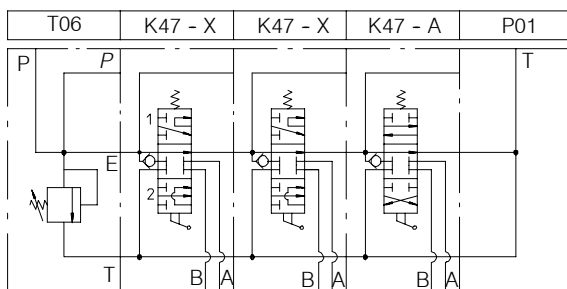 T06 K47 - X K47 - X K47 - A P01
P P T
1
E
2
T B A B A B A